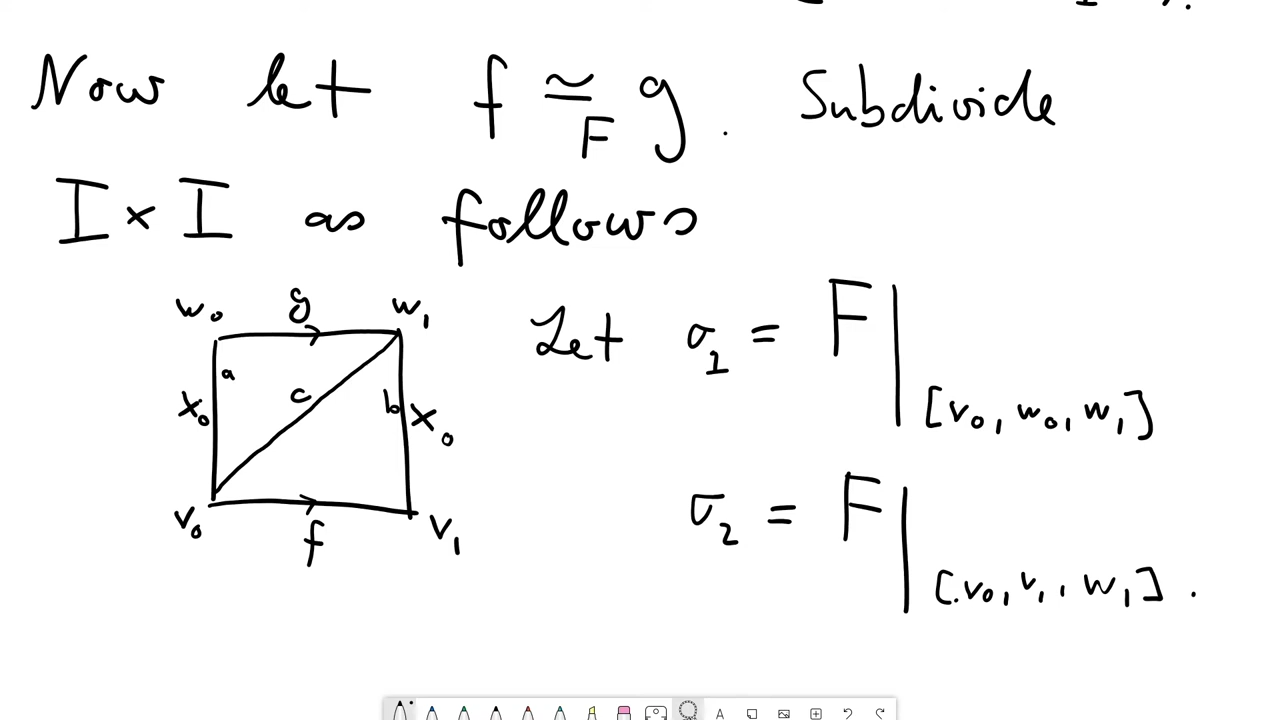 Now let f ≃_F g. Subdivide
I × I as follows
w₀ g w₁
a
c b
x₀ x₀
v₀ f v₁
Let σ₁ = F|_[v₀, w₀, w₁]
σ₂ = F|_[v₀, v₁, w₁].
A